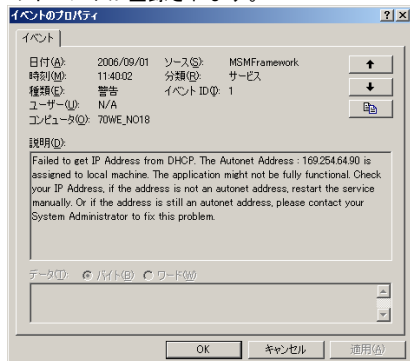 イベントのプロパティ
イベント
日付(A): 2006/09/01 ソース(S): MSMFramework
時刻(M): 11:40:02 分類(R): サービス
種類(E): 警告 イベント ID(I): 1
ユーザー(U): N/A
コンピュータ(O): 70WE_NO18
説明(D):
Failed to get IP Address from DHCP. The Autonet Address : 169.254.64.90 is
assigned to local machine. The application might not be fully functional. Check
your IP Address, if the address is not an autonet address, restart the service
manually. Or if the address is still an autonet address, please contact your
System Administrator to fix this problem.
データ(T): バイト(B) ワード(W)
OK キャンセル 適用(A)